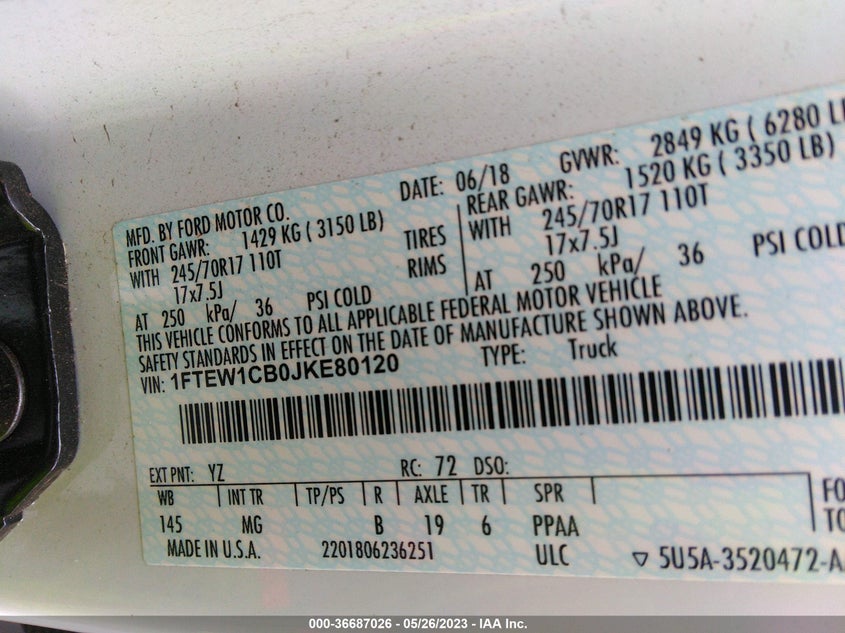 MFD. BY FORD MOTOR CO.
DATE: 06/18
GVWR: 2849 KG ( 6280 LB
FRONT GAWR: 1429 KG ( 3150 LB)
REAR GAWR: 1520 KG ( 3350 LB)
WITH 245/70R17 110T
TIRES
WITH 245/70R17 110T
17x7.5J
RIMS
17x7.5J
AT 250 kPa/ 36 PSI COLD
AT 250 kPa/ 36 PSI COLD
THIS VEHICLE CONFORMS TO ALL APPLICABLE FEDERAL MOTOR VEHICLE
SAFETY STANDARDS IN EFFECT ON THE DATE OF MANUFACTURE SHOWN ABOVE.
VIN: 1FTEW1CB0JKE80120
TYPE: Truck
EXT PNT: YZ RC: 72 DSO:
WB INT TR TP/PS R AXLE TR SPR
145 MG B 19 6 PPAA
MADE IN U.S.A. 2201806236251 ULC ▽ 5U5A-3520472-A
FO
TO
000-36687026 - 05/26/2023 - IAA Inc.